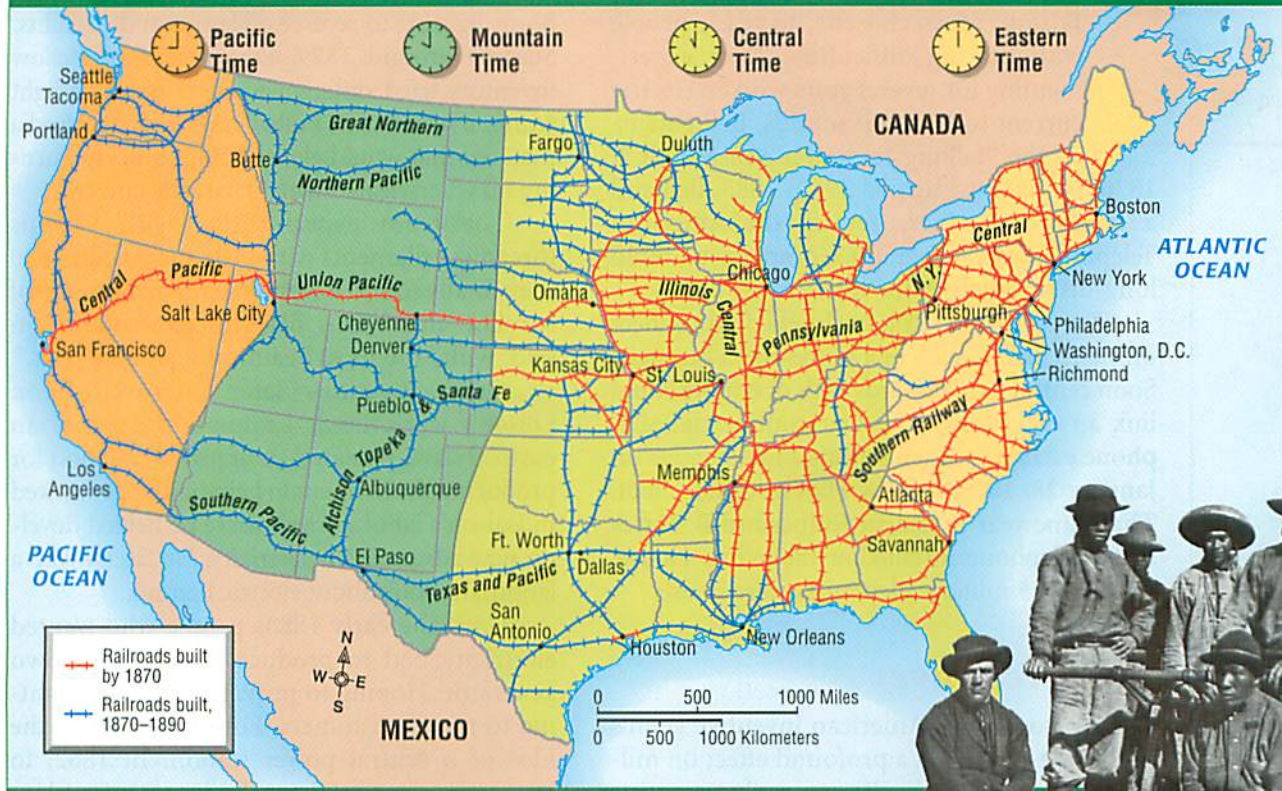 Pacific
Time
Mountain
Time
Central
Time
Eastern
Time
Seattle
Tacoma
Portland
Butte
Great Northern
Northern Pacific
Fargo
Duluth
CANADA
Boston
Central
N.Y.
ATLANTIC
OCEAN
New York
Central Pacific
Union Pacific
Salt Lake City
Omaha
Chicago
Illinois Central
Pennsylvania
Pittsburgh
Philadelphia
Washington, D.C.
Richmond
San Francisco
Cheyenne
Denver
Kansas City
St. Louis
Pueblo
Atchison Topeka & Santa Fe
Southern Railway
Los
Angeles
Albuquerque
Memphis
Atlanta
Savannah
Southern Pacific
PACIFIC
OCEAN
El Paso
Ft. Worth
Dallas
Texas and Pacific
San
Antonio
Houston
New Orleans
MEXICO
Railroads built
by 1870
Railroads built,
1870–1890
N
W E
S
0 500 1000 Miles
0 500 1000 Kilometers